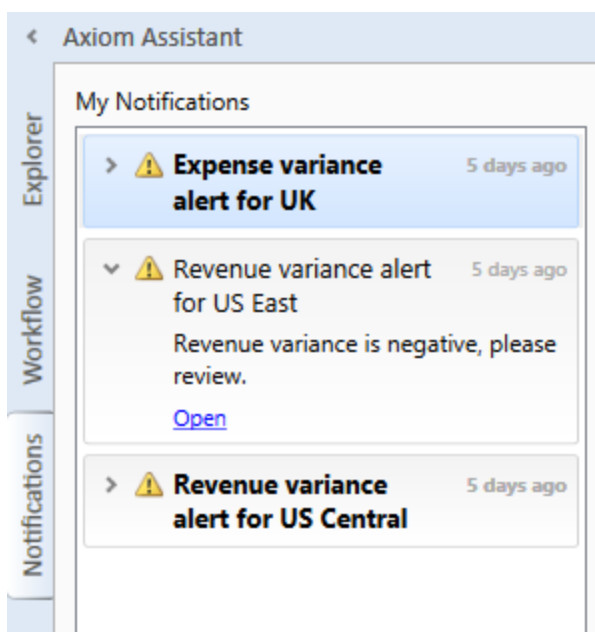 Axiom Assistant
Explorer
Workflow
Notifications
My Notifications
Expense variance 5 days ago
alert for UK
Revenue variance alert 5 days ago
for US East
Revenue variance is negative, please
review.
Open
Revenue variance 5 days ago
alert for US Central